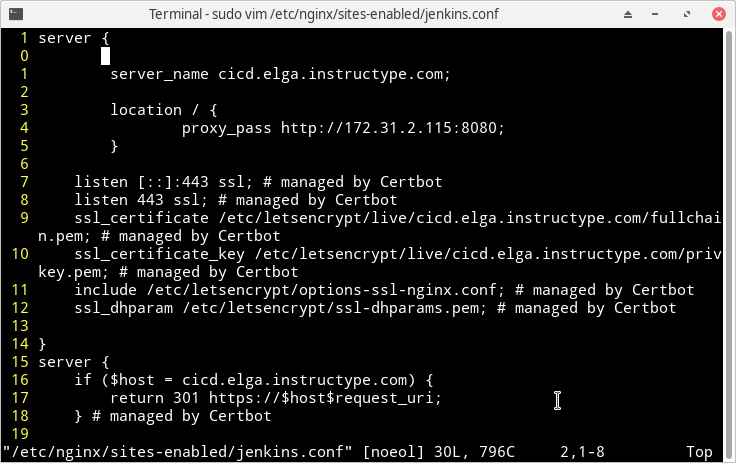 Terminal - sudo vim /etc/nginx/sites-enabled/jenkins.conf
1 server {
0
1 server_name cicd.elga.instructype.com;
2
3 location / {
4 proxy_pass http://172.31.2.115:8080;
5 }
6
7 listen [::]:443 ssl; # managed by Certbot
8 listen 443 ssl; # managed by Certbot
9 ssl_certificate /etc/letsencrypt/live/cicd.elga.instructype.com/fullchai
n.pem; # managed by Certbot
10 ssl_certificate_key /etc/letsencrypt/live/cicd.elga.instructype.com/priv
key.pem; # managed by Certbot
11 include /etc/letsencrypt/options-ssl-nginx.conf; # managed by Certbot
12 ssl_dhparam /etc/letsencrypt/ssl-dhparams.pem; # managed by Certbot
13
14 }
15 server {
16 if ($host = cicd.elga.instructype.com) {
17 return 301 https://$host$request_uri;
18 } # managed by Certbot
19
"/etc/nginx/sites-enabled/jenkins.conf" [noeol] 30L, 796C 2,1-8 Top